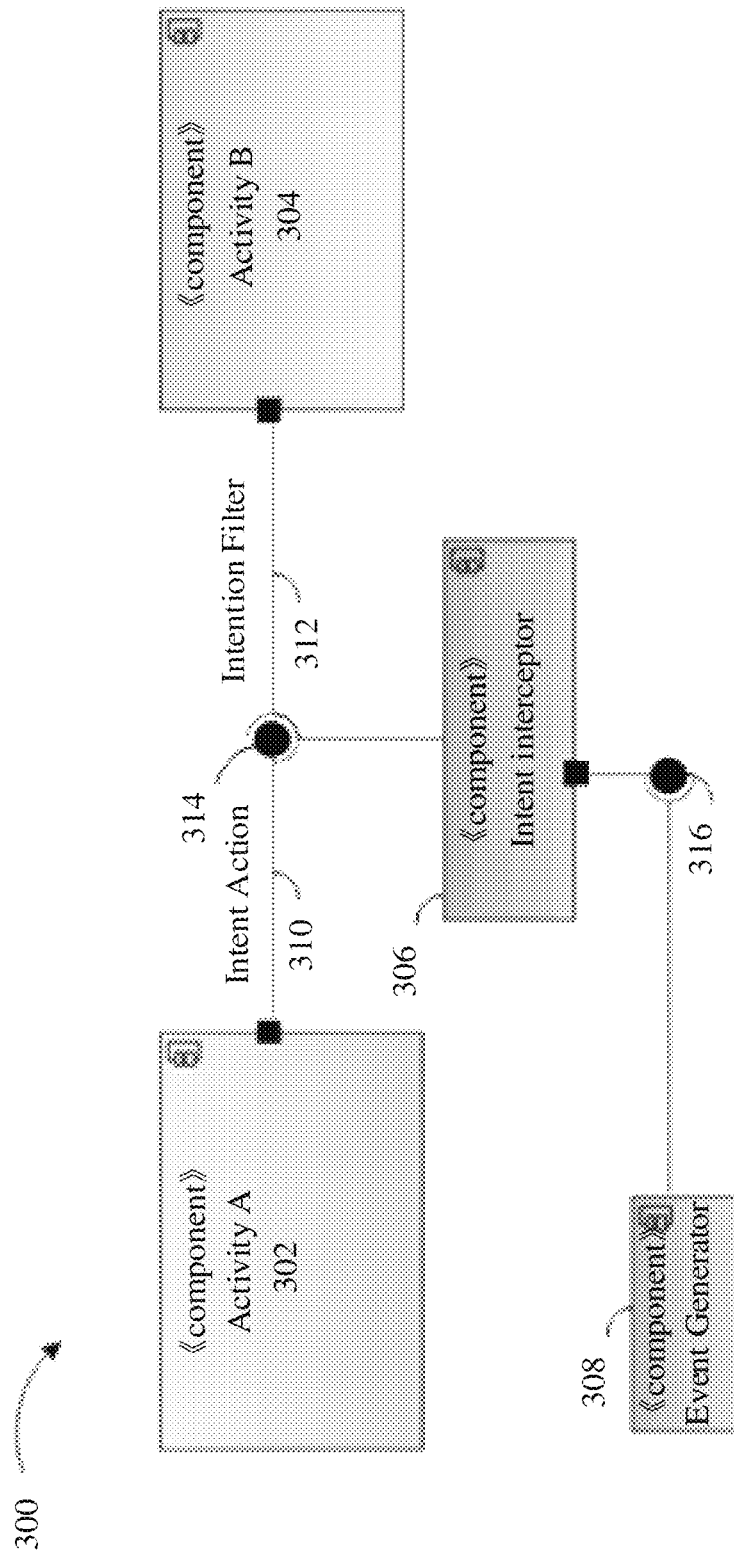 300
《component》
Activity A
302
Intent Action
310
314
Intention Filter
312
《component》
Activity B
304
306
《component》
Intent interceptor
316
308
《component》
Event Generator